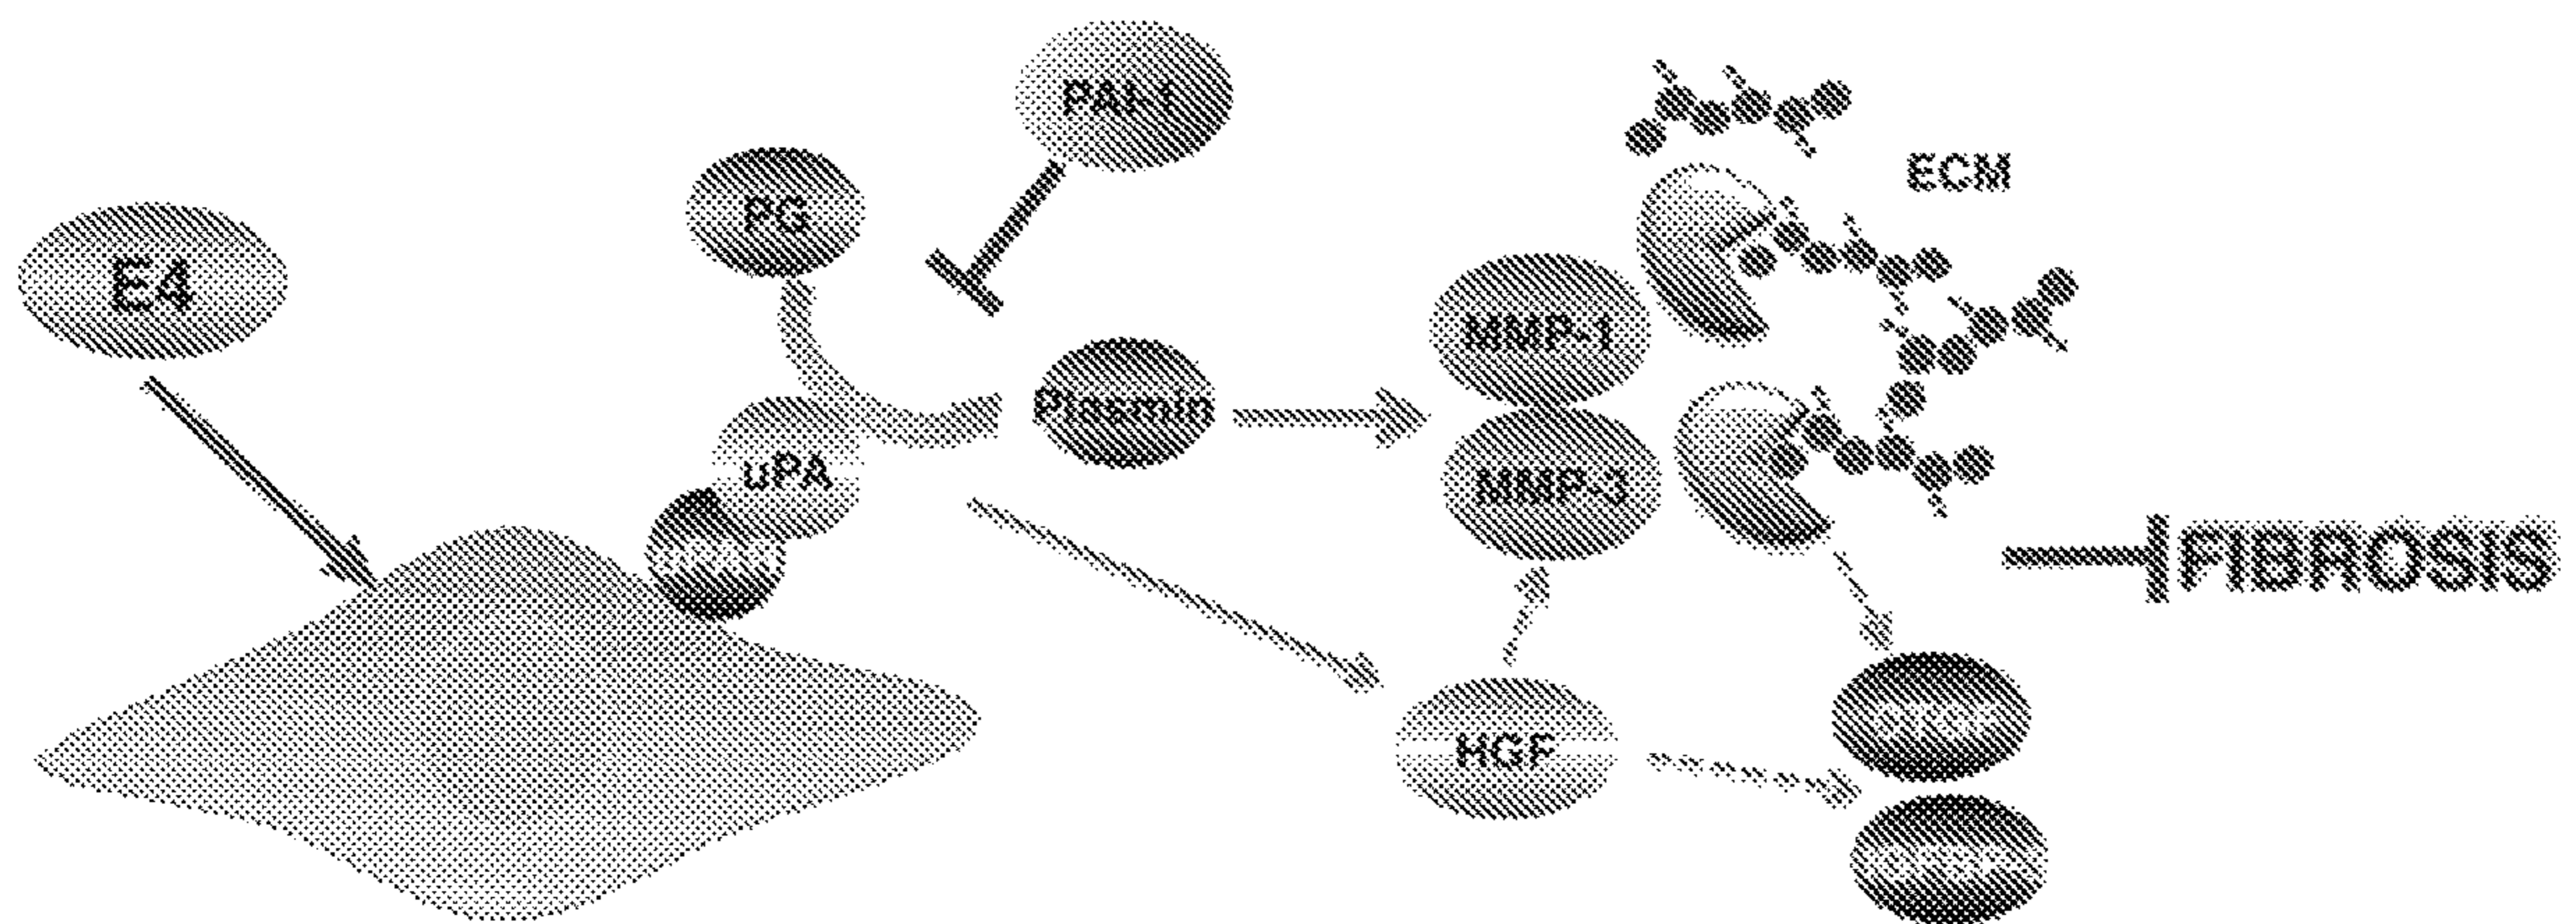 E4
PG
PAI-1
uPA
Plasmin
MMP-1
MMP-3
ECM
HGF
FIBROSIS